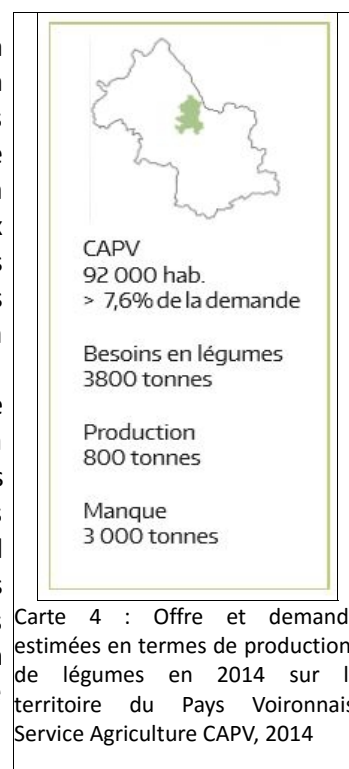 CAPV
92 000 hab.
> 7,6% de la demande
Besoins en légumes
3800 tonnes
Production
800 tonnes
Manque
3 000 tonnes
Carte 4 : Offre et demand
estimées en termes de production
de légumes en 2014 sur l
territoire du Pays Voironnais
Service Agriculture CAPV, 2014